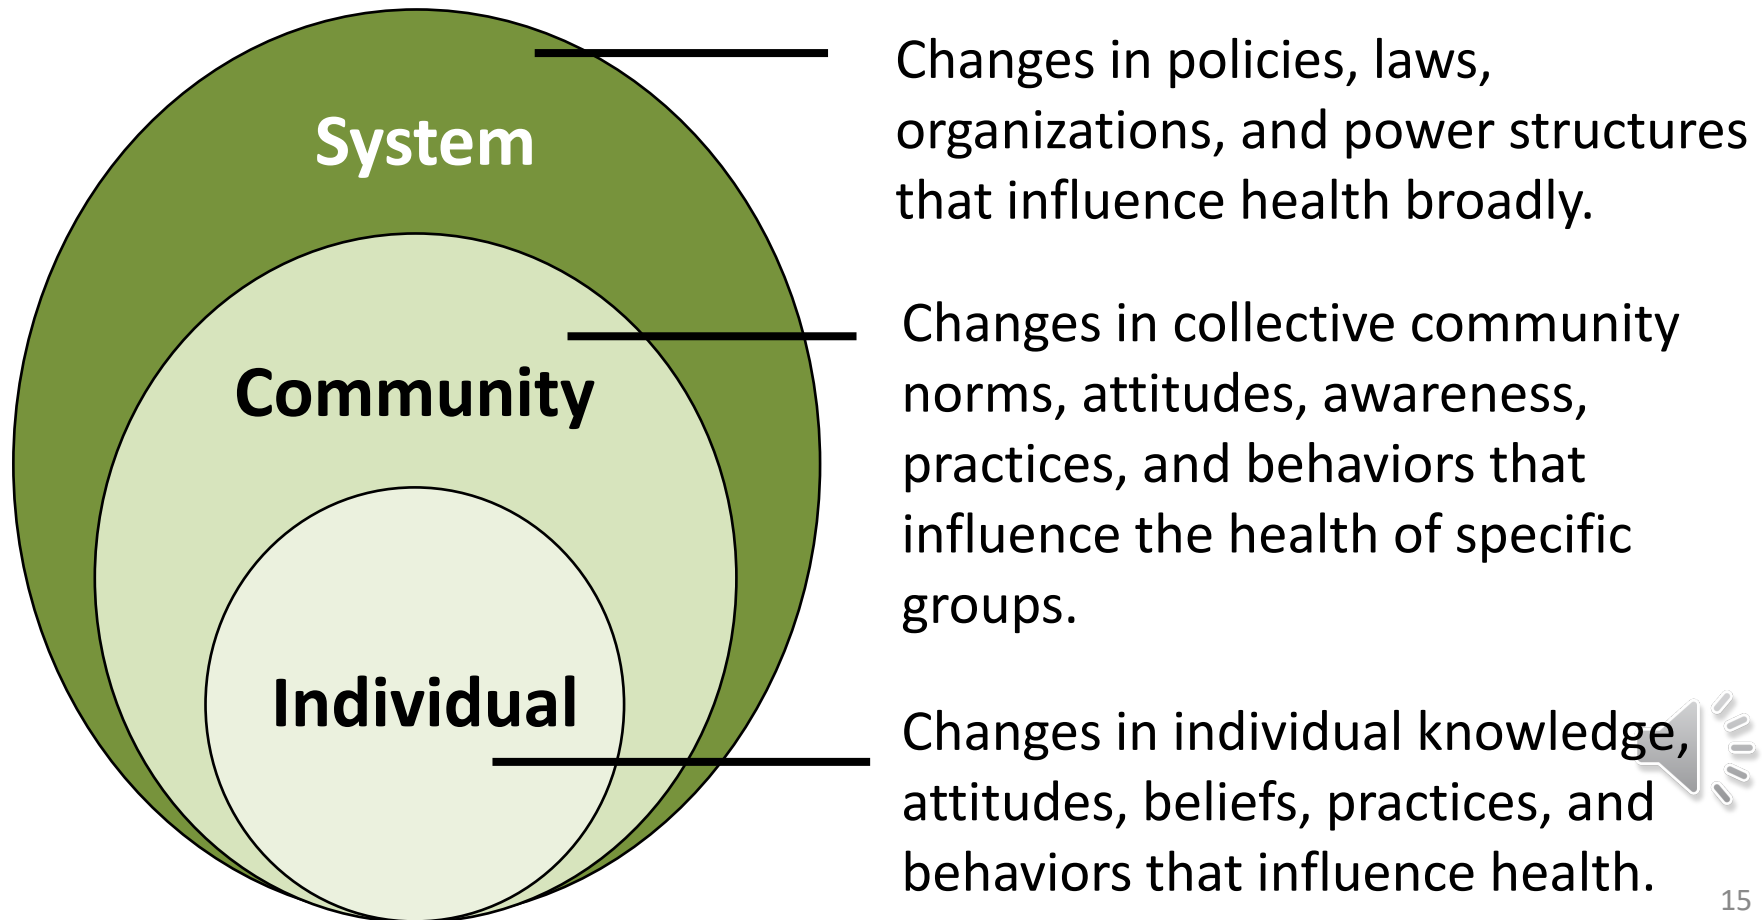 System
Changes in policies, laws,
organizations, and power structures
that influence health broadly.
Community
Changes in collective community
norms, attitudes, awareness,
practices, and behaviors that
influence the health of specific
groups.
Individual
Changes in individual knowledge,
attitudes, beliefs, practices, and
behaviors that influence health.
15